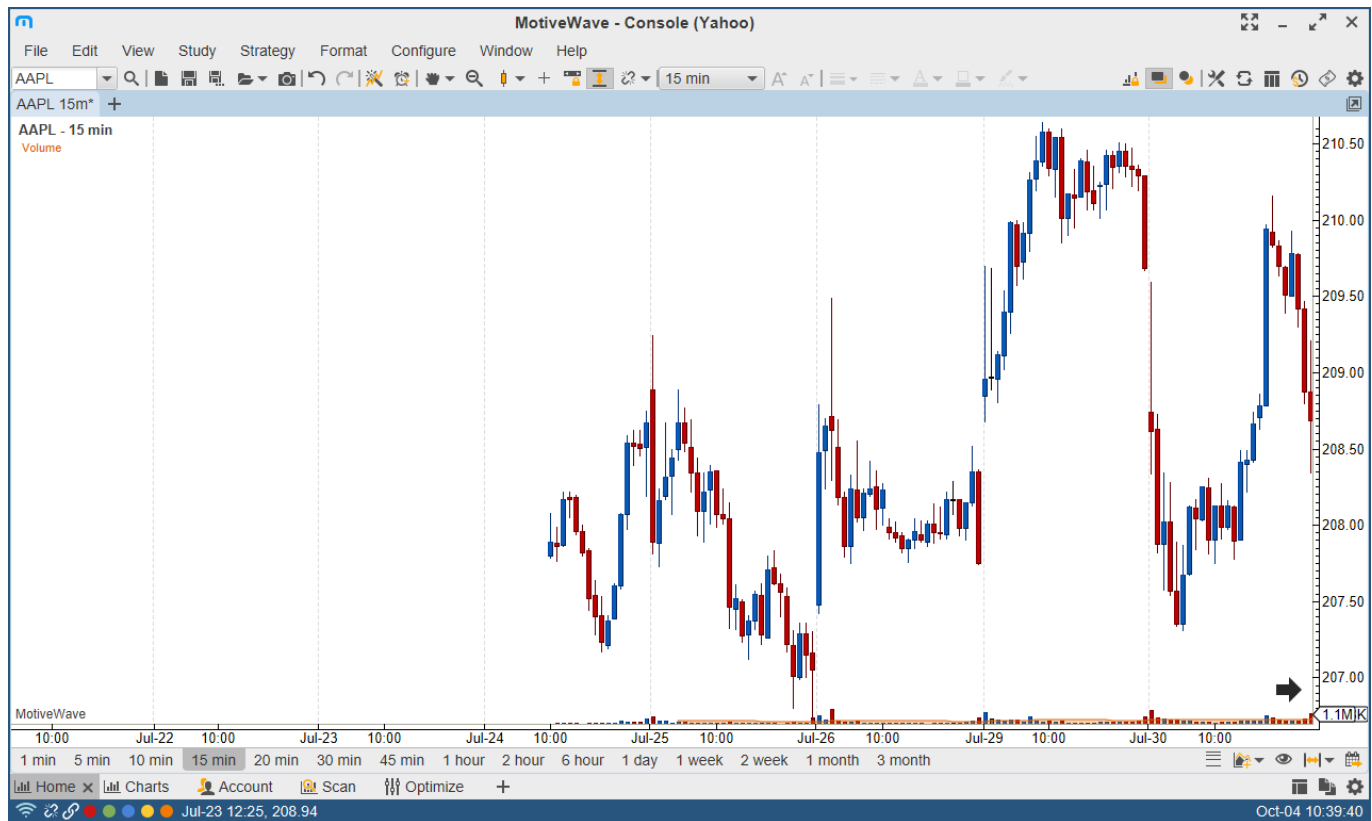 MotiveWave - Console (Yahoo)
File Edit View Study Strategy Format Configure Window Help
AAPL 15 min
AAPL 15m*
AAPL - 15 min
Volume
210.50
210.00
209.50
209.00
208.50
208.00
207.50
207.00
1.1M
MotiveWave
10:00 Jul-22 10:00 Jul-23 10:00 Jul-24 10:00 Jul-25 10:00 Jul-26 10:00 Jul-29 10:00 Jul-30 10:00
1 min 5 min 10 min 15 min 20 min 30 min 45 min 1 hour 2 hour 6 hour 1 day 1 week 2 week 1 month 3 month
Home Charts Account Scan Optimize
Jul-23 12:25, 208.94 Oct-04 10:39:40